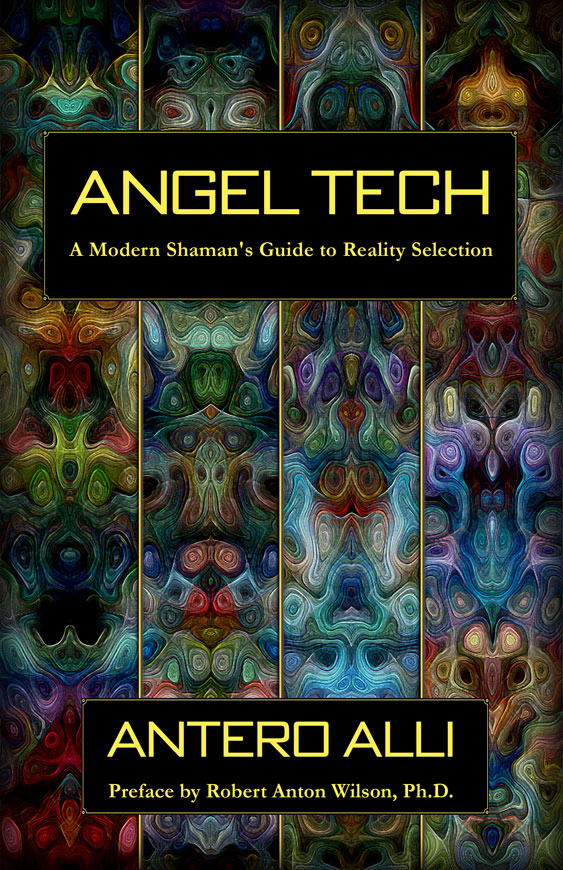 ANGEL TECH
A Modern Shaman's Guide to Reality Selection
ANTERO ALLI
Preface by Robert Anton Wilson, Ph.D.